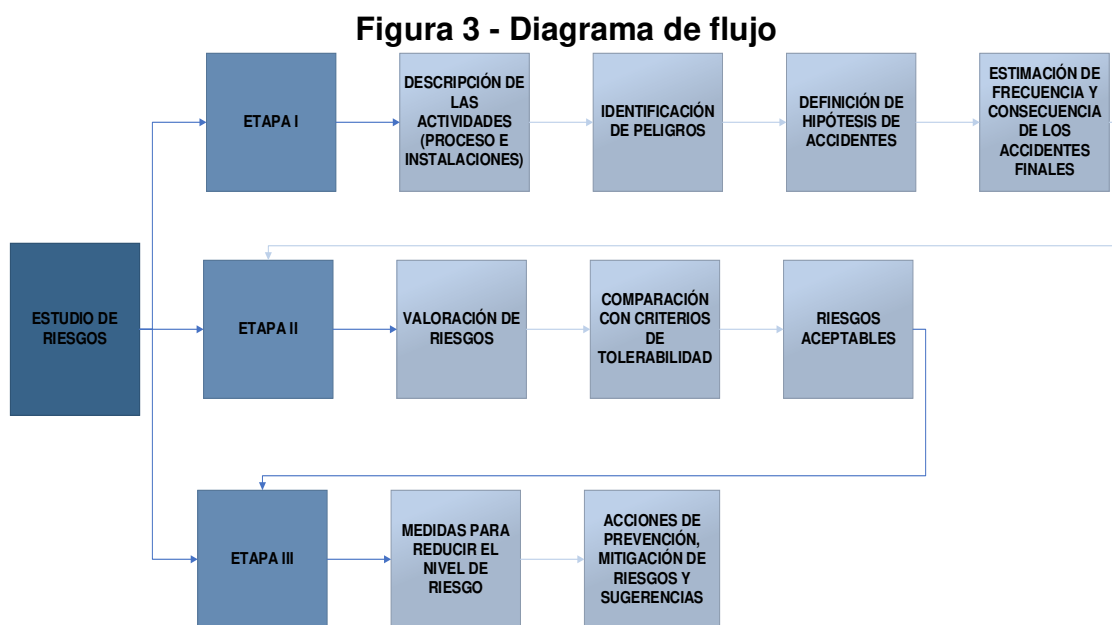 Figura 3 - Diagrama de flujo
ETAPA I
DESCRIPCIÓN DE
LAS
ACTIVIDADES
(PROCESO E
INSTALACIONES)
IDENTIFICACIÓN
DE PELIGROS
DEFINICIÓN DE
HIPÓTESIS DE
ACCIDENTES
ESTIMACIÓN DE
FRECUENCIA Y
CONSECUENCIA
DE LOS
ACCIDENTES
FINALES
ESTUDIO DE
RIESGOS
ETAPA II
VALORACIÓN DE
RIESGOS
COMPARACIÓN
CON CRITERIOS
DE
TOLERABILIDAD
RIESGOS
ACEPTABLES
ETAPA III
MEDIDAS PARA
REDUCIR EL
NIVEL DE
RIESGO
ACCIONES DE
PREVENCIÓN,
MITIGACIÓN DE
RIESGOS Y
SUGERENCIAS